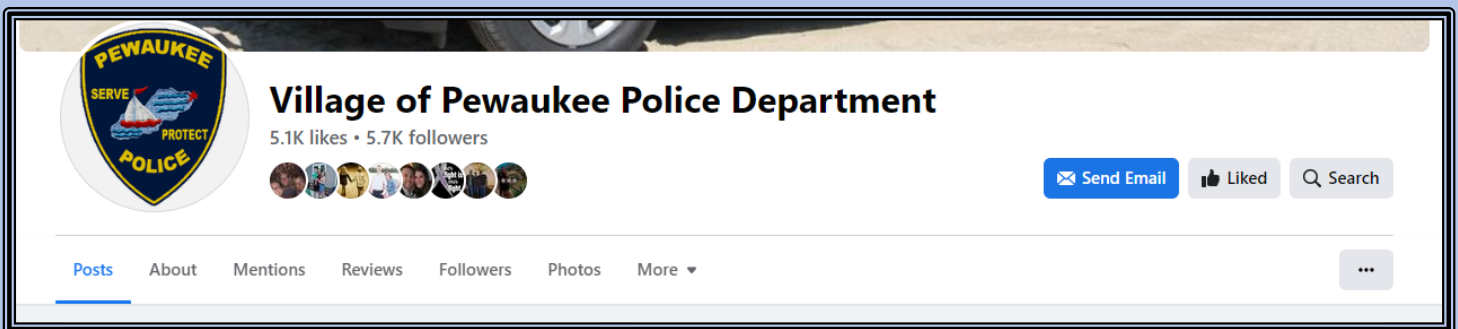 PEWAUKEE
SERVE
PROTECT
POLICE
Village of Pewaukee Police Department
5.1K likes • 5.7K followers
Send Email
Liked
Search
Posts
About
Mentions
Reviews
Followers
Photos
More